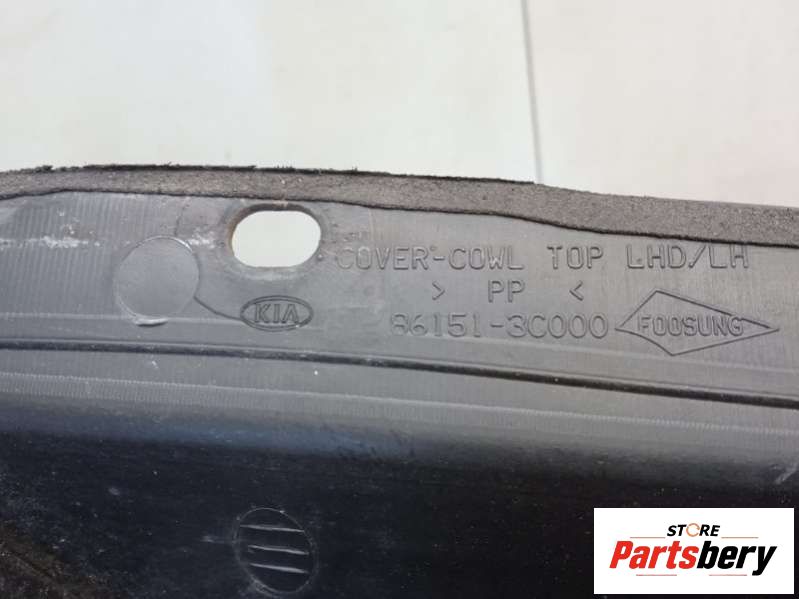 COVER-COWL TOP LHD/LH
> PP <
KIA
86151-3C000
FOOSUNG
STORE
Partsbery